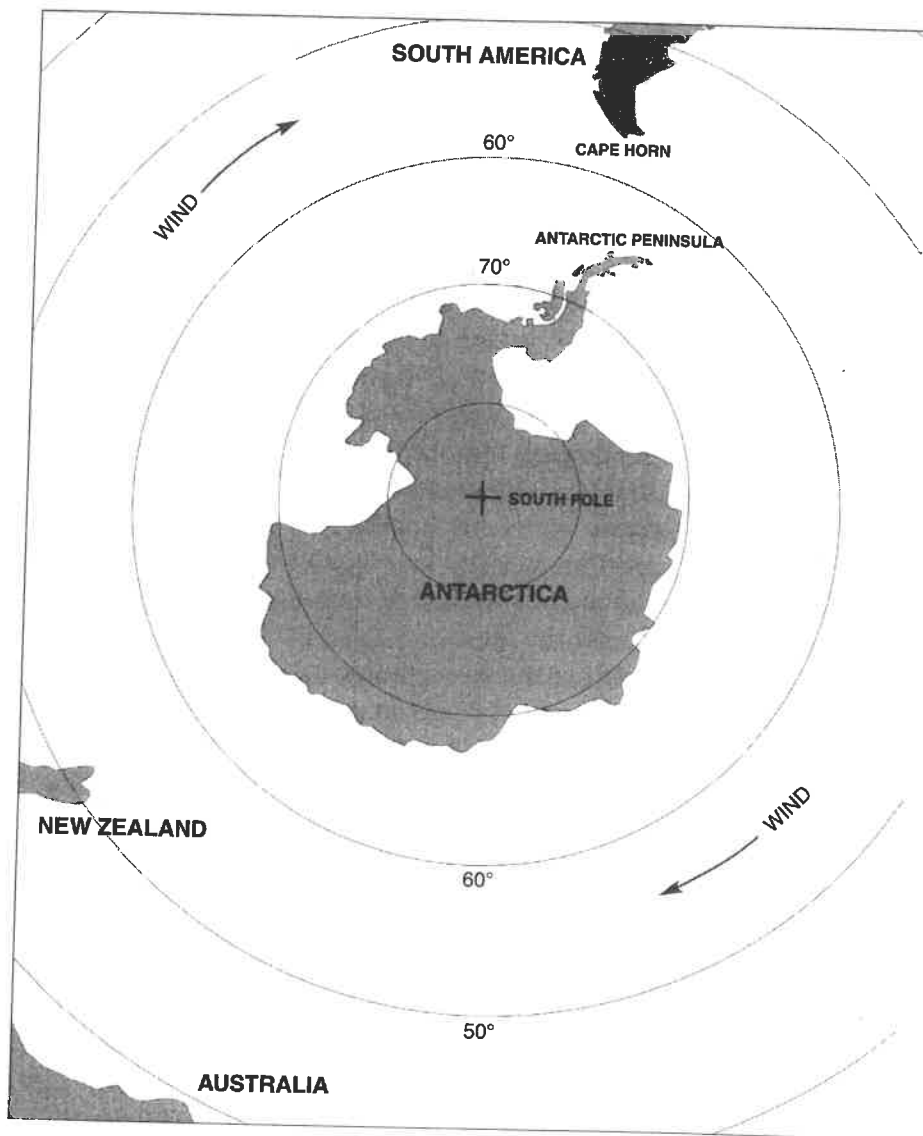 SOUTH AMERICA
CAPE HORN
60°
WIND
ANTARCTIC PENINSULA
70°
SOUTH POLE
ANTARCTICA
NEW ZEALAND
WIND
60°
50°
AUSTRALIA